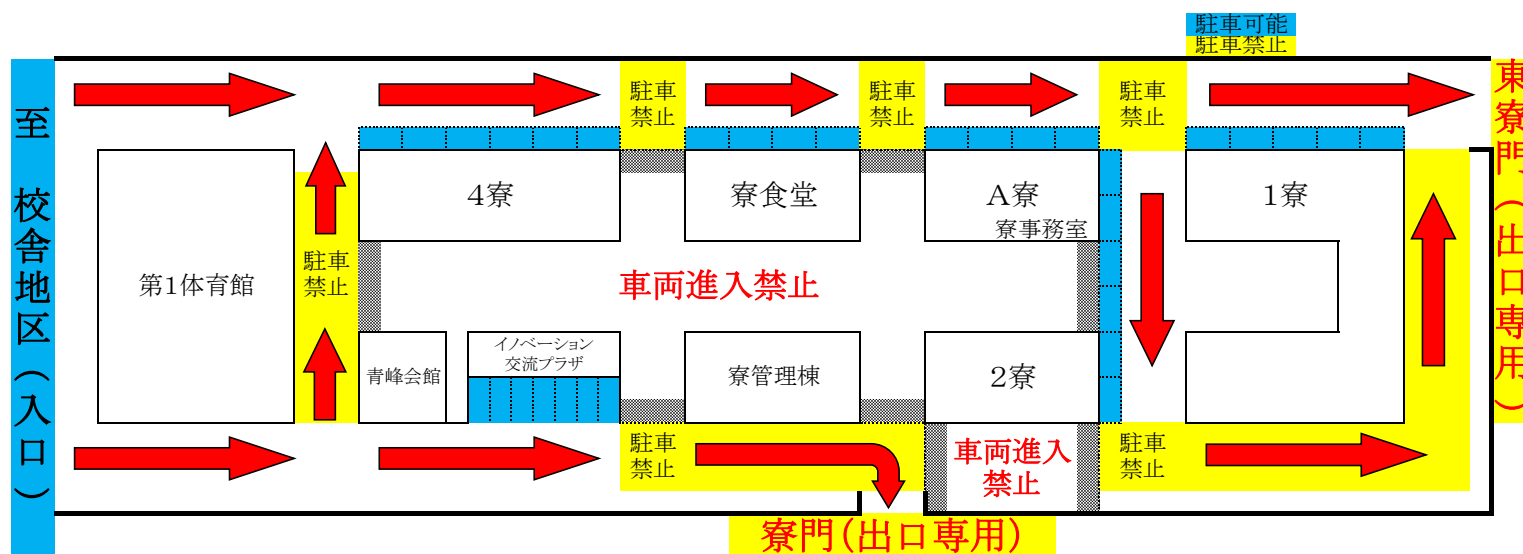 駐車可能
駐車禁止
至　校舎地区（入口）
駐車
禁止
駐車
禁止
駐車
禁止
東寮門（出口専用）
4寮
寮食堂
A寮
寮事務室
1寮
第1体育館
駐車
禁止
車両進入禁止
青峰会館
イノベーション
交流プラザ
寮管理棟
2寮
駐車
禁止
車両進入
禁止
駐車
禁止
寮門（出口専用）